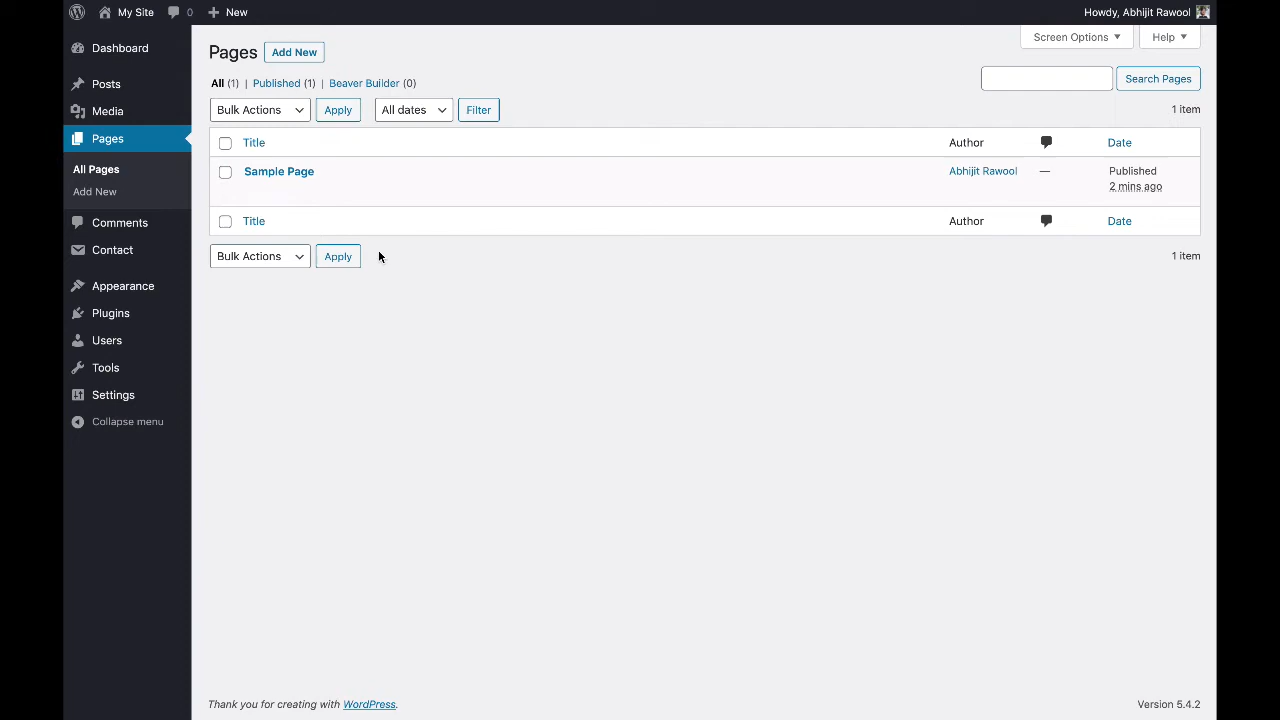 My Site 0 New Howdy, Abhijit Rawool
Dashboard
Posts
Media
Pages
All Pages
Add New
Comments
Contact
Appearance
Plugins
Users
Tools
Settings
Collapse menu
Screen Options Help
Pages Add New
All (1) | Published (1) | Beaver Builder (0)
Search Pages
Bulk Actions Apply All dates Filter 1 item
Title Author Date
Sample Page Abhijit Rawool — Published
2 mins ago
Title Author Date
Bulk Actions Apply 1 item
Thank you for creating with WordPress. Version 5.4.2